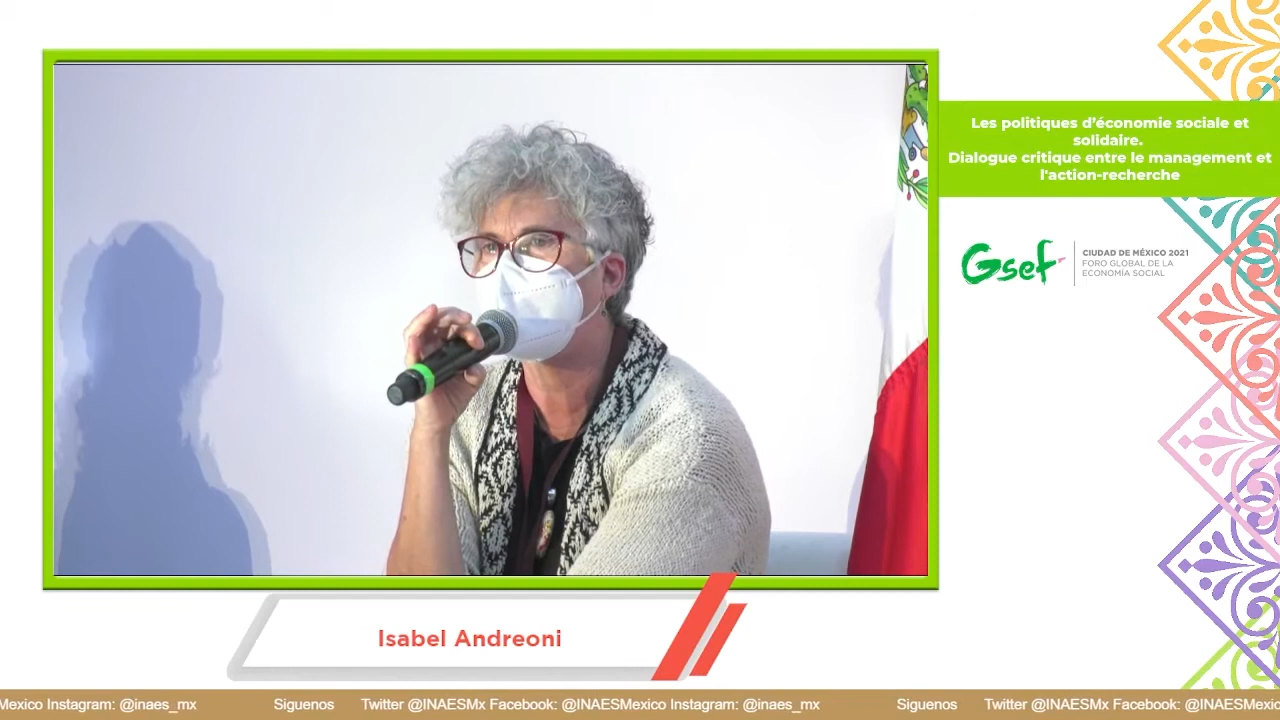 Les politiques d'économie sociale et
solidaire.
Dialogue critique entre le management et
l'action-recherche
Gsef
CIUDAD DE MÉXICO 2021
FORO GLOBAL DE LA
ECONOMÍA SOCIAL
Isabel Andreoni
Mexico Instagram: @inaes_mx Siguenos Twitter @INAESMx Facebook: @INAESMexico Instagram: @inaes_mx Siguenos Twitter @INAESMx Facebook: @INAESMexic